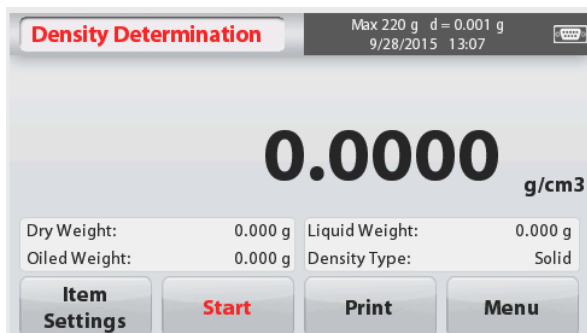 Density Determination
Max 220 g d = 0.001 g
9/28/2015 13:07
0.0000
g/cm3
Dry Weight: 0.000 g
Liquid Weight: 0.000 g
Oiled Weight: 0.000 g
Density Type: Solid
Item
Settings
Start
Print
Menu